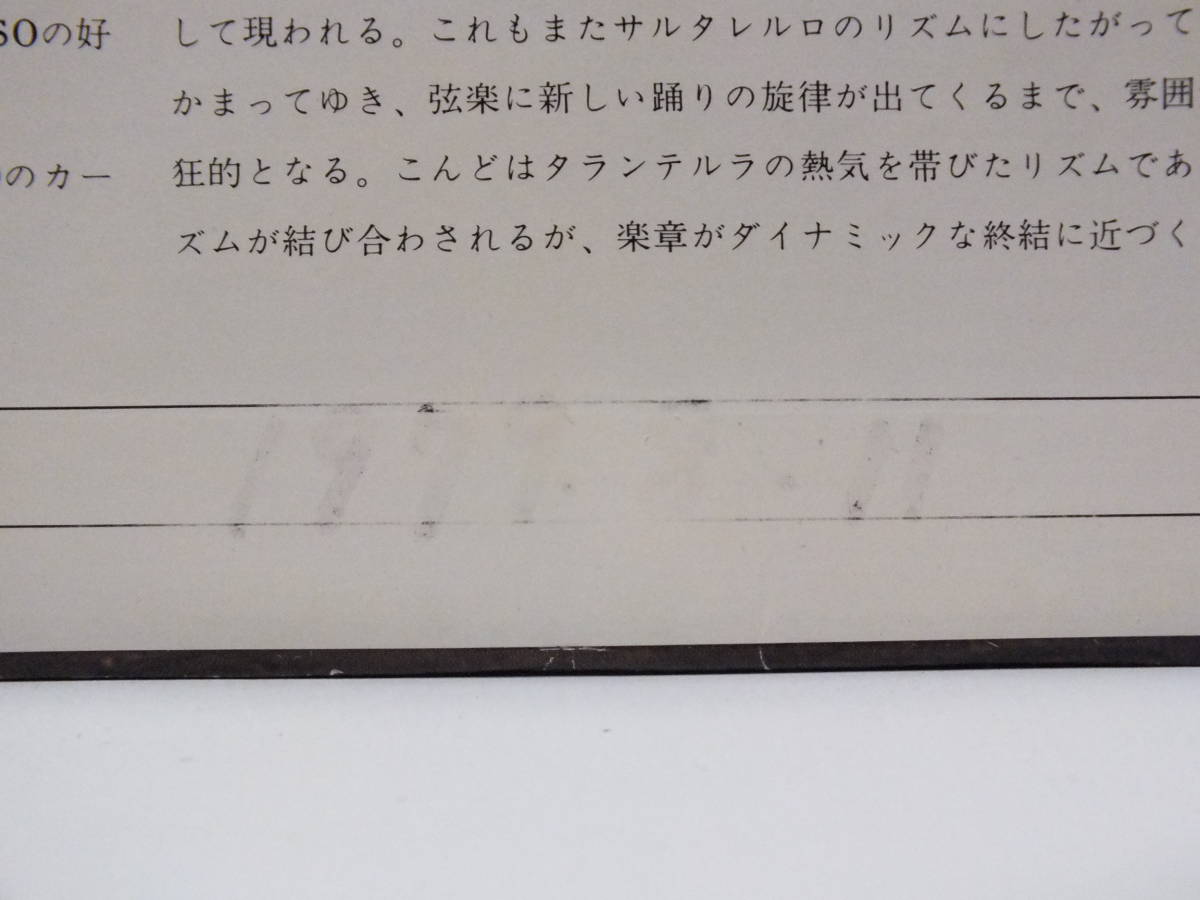 SOの好
のカー
して現われる。これもまたサルタレルロのリズムにしたがって
かまってゆき、弦楽に新しい踊りの旋律が出てくるまで、雰囲
狂的となる。こんどはタランテルラの熱気を帯びたリズムであ
ズムが結び合わされるが、楽章がダイナミックな終結に近づく